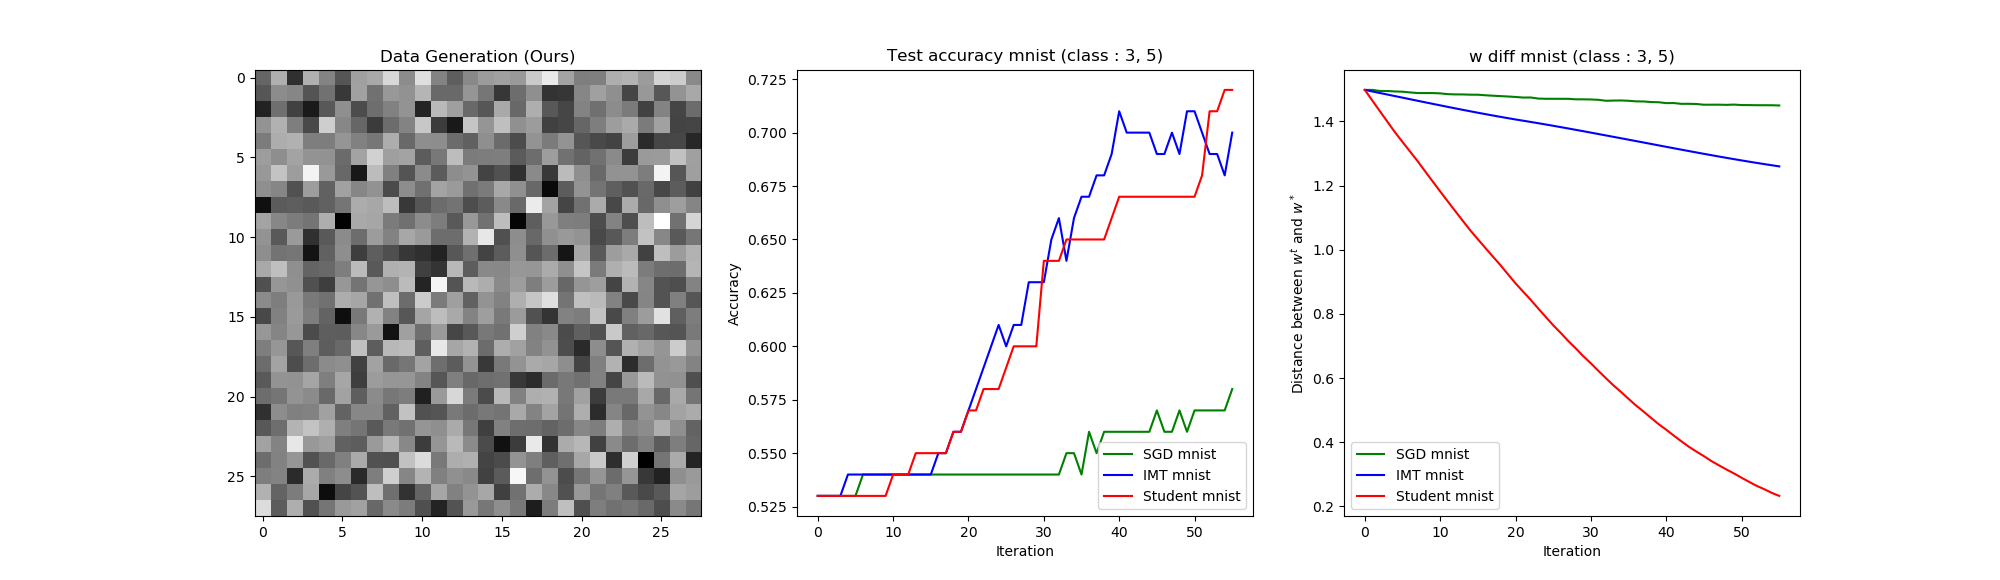 Data Generation (Ours)
0
5
10
15
20
25
0 5 10 15 20 25
Test accuracy mnist (class : 3, 5)
Accuracy
0.725
0.700
0.675
0.650
0.625
0.600
0.575
0.550
0.525
SGD mnist
IMT mnist
Student mnist
0 10 20 30 40 50
Iteration
w diff mnist (class : 3, 5)
Distance between w^t and w^*
1.4
1.2
1.0
0.8
0.6
0.4
0.2
SGD mnist
IMT mnist
Student mnist
0 10 20 30 40 50
Iteration